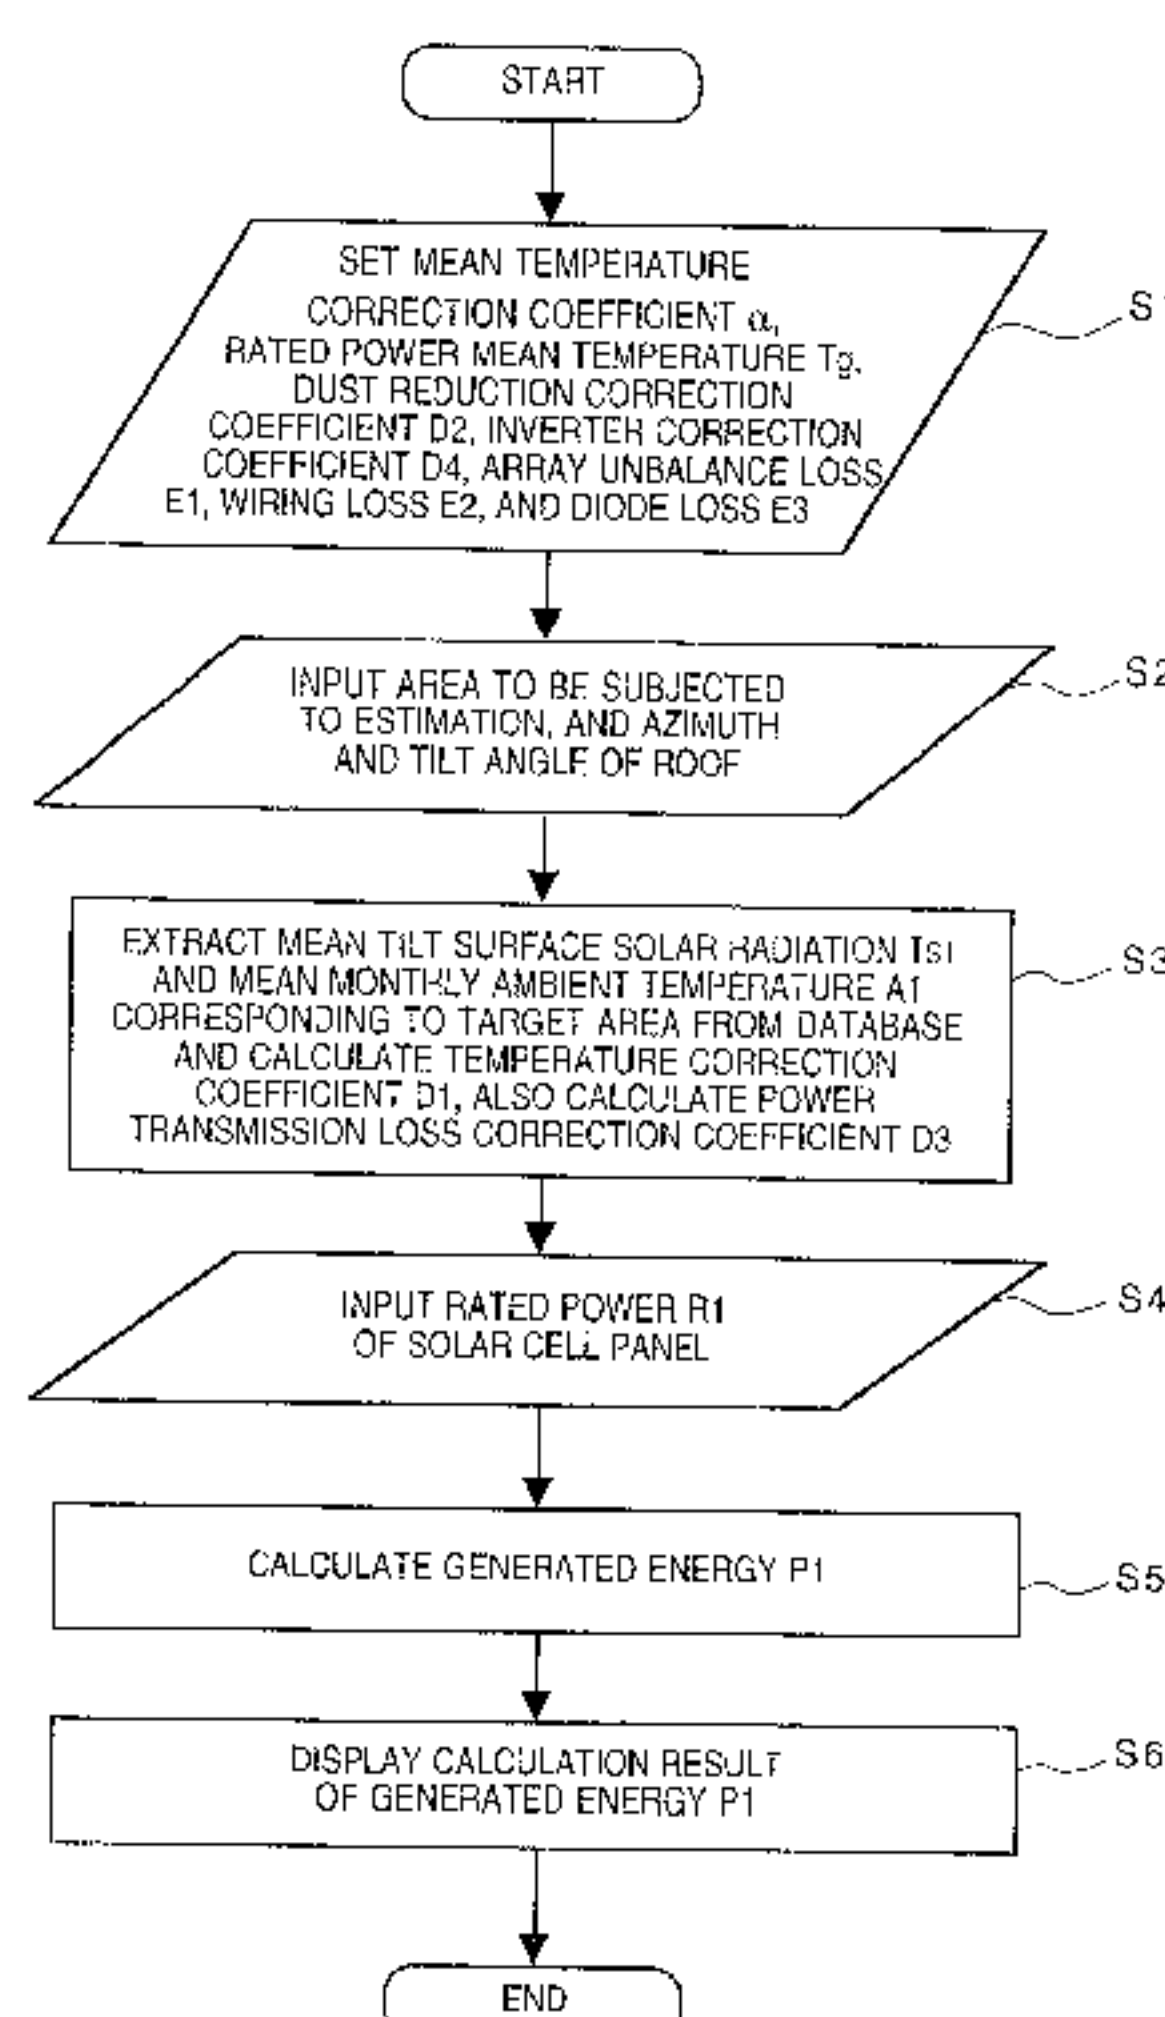 START
SET MEAN TEMPERATURE
CORRECTION COEFFICIENT α,
RATED POWER MEAN TEMPERATURE Tg,
DUST REDUCTION CORRECTION
COEFFICIENT D2, INVERTER CORRECTION
COEFFICIENT D4, ARRAY UNBALANCE LOSS
E1, WIRING LOSS E2, AND DIODE LOSS E3
S1
INPUT AREA TO BE SUBJECTED
TO ESTIMATION, AND AZIMUTH
AND TILT ANGLE OF ROOF
S2
EXTRACT MEAN TILT SURFACE SOLAR RADIATION Ts1
AND MEAN MONTHLY AMBIENT TEMPERATURE A1
CORRESPONDING TO TARGET AREA FROM DATABASE
AND CALCULATE TEMPERATURE CORRECTION
COEFFICIENT D1, ALSO CALCULATE POWER
TRANSMISSION LOSS CORRECTION COEFFICIENT D3
S3
INPUT RATED POWER R1
OF SOLAR CELL PANEL
S4
CALCULATE GENERATED ENERGY P1
S5
DISPLAY CALCULATION RESULT
OF GENERATED ENERGY P1
S6
END